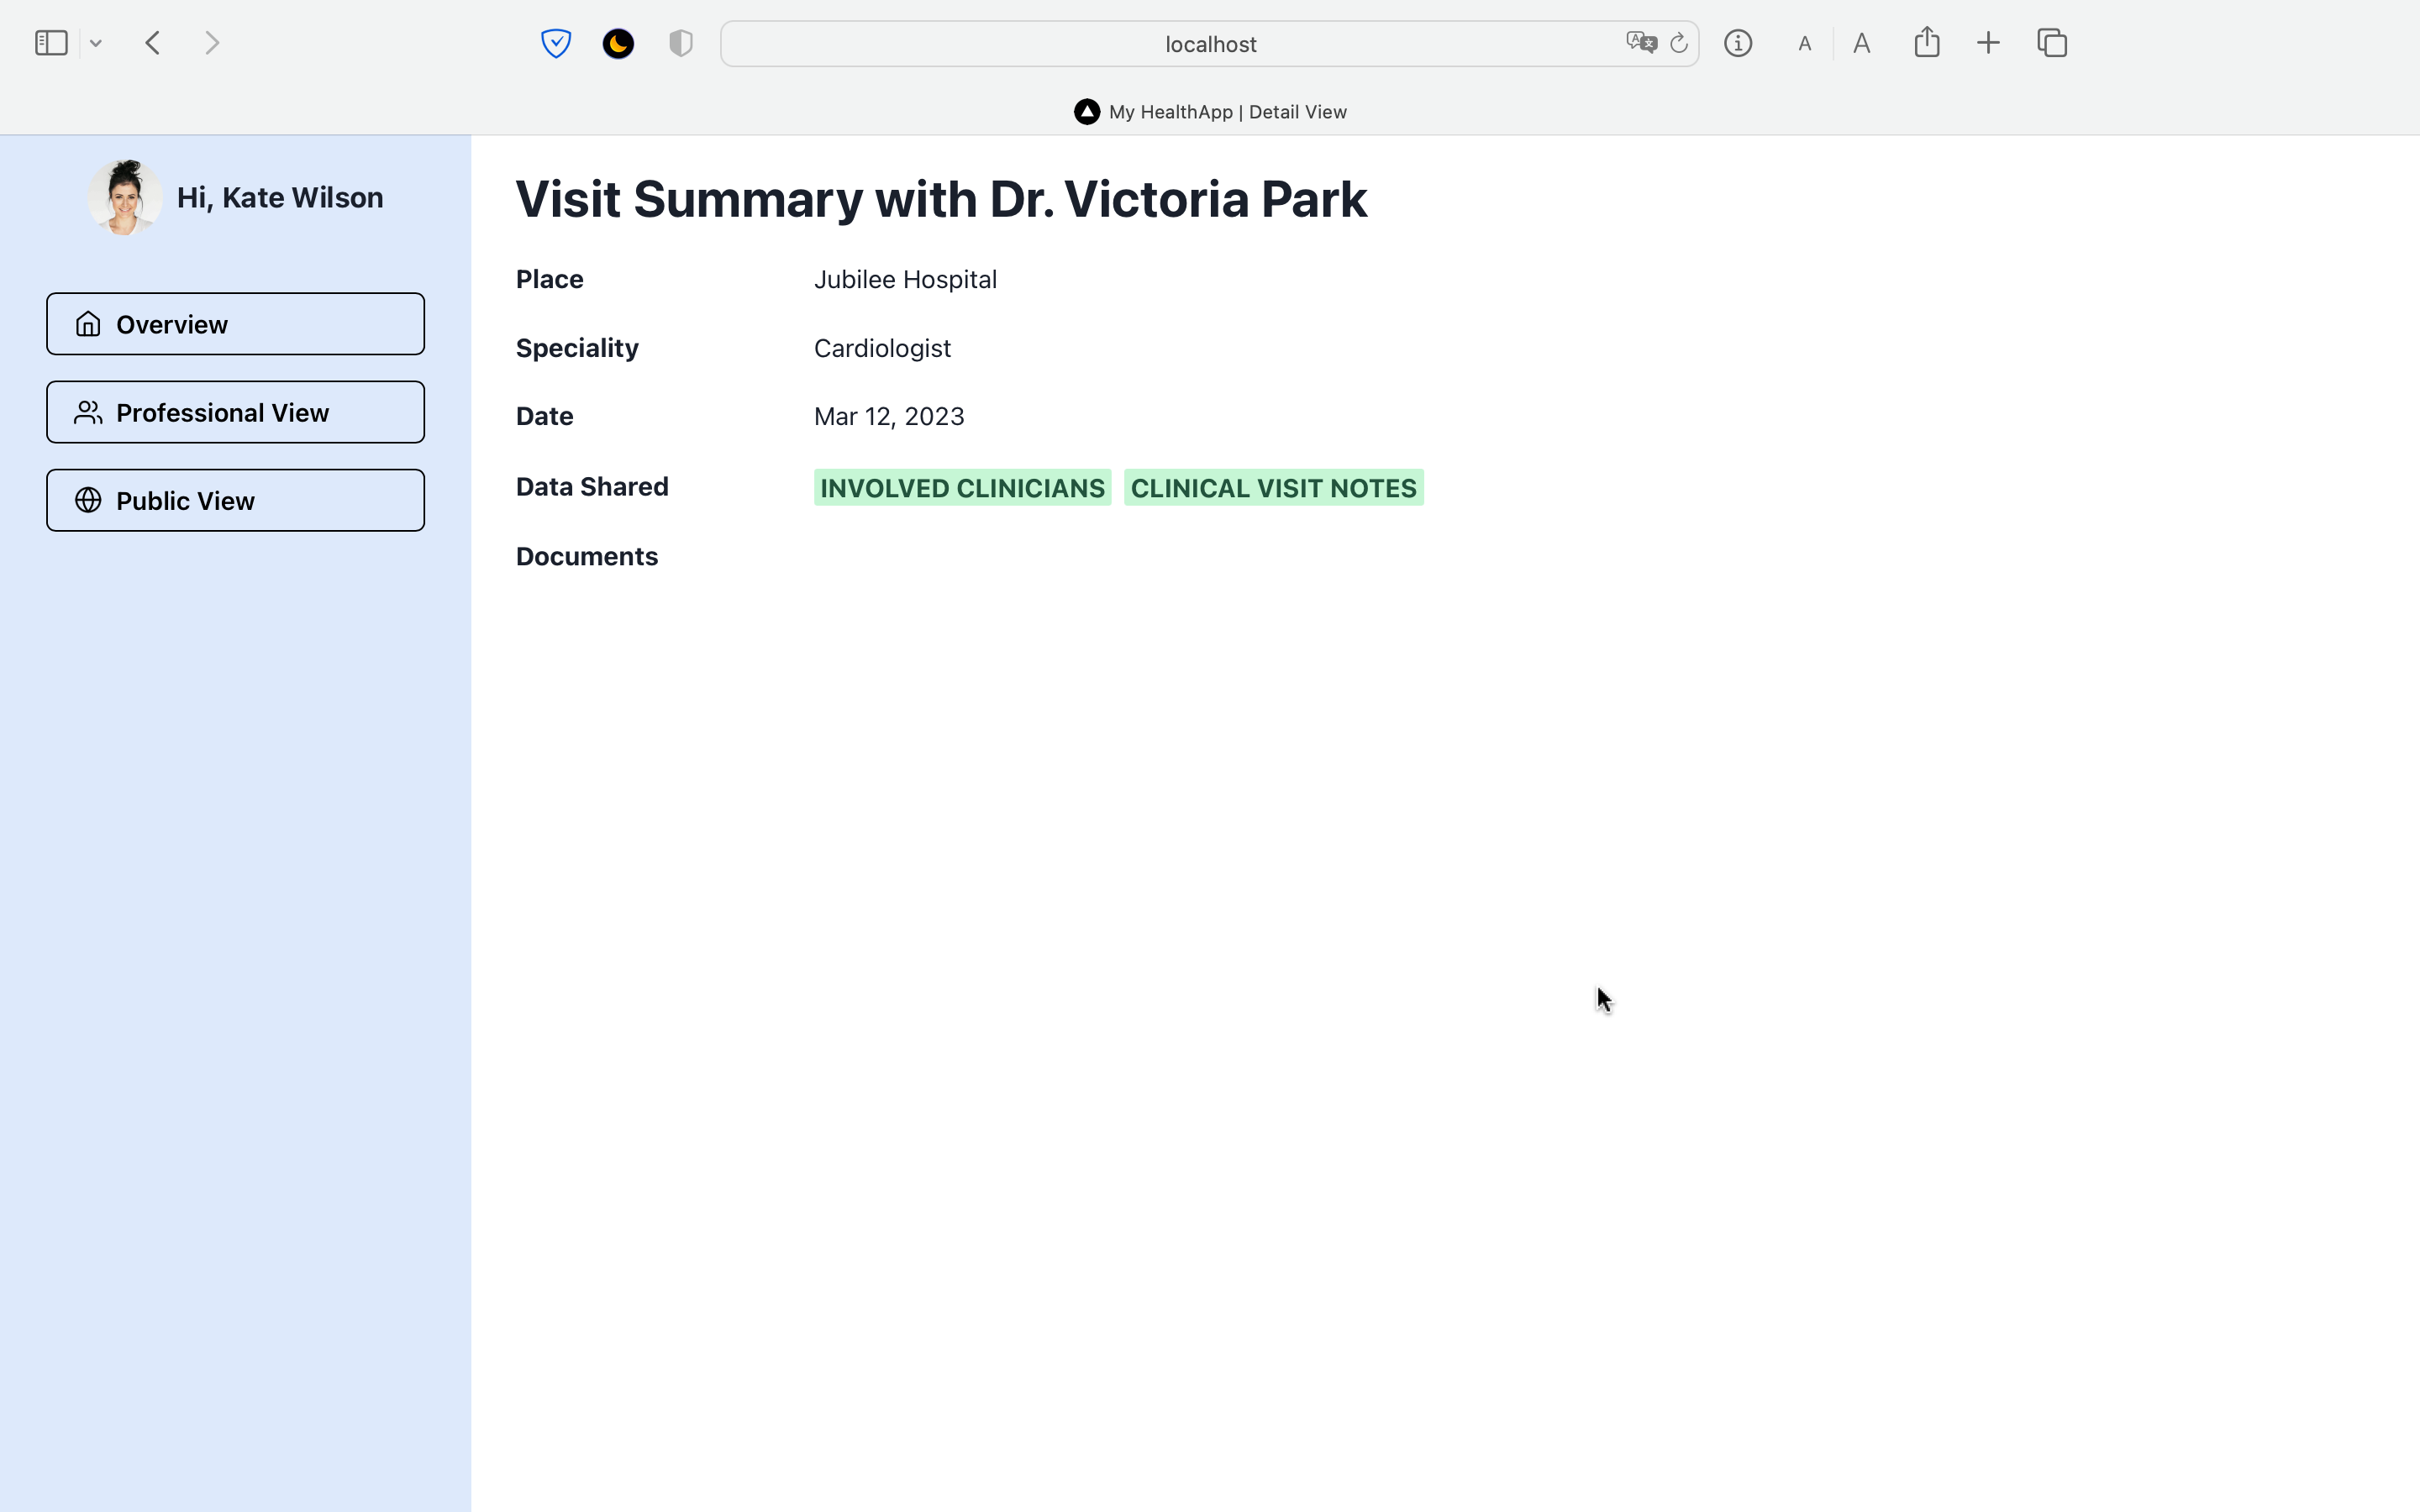 localhost
A A
My HealthApp | Detail View
Hi, Kate Wilson
Overview
Professional View
Public View
Visit Summary with Dr. Victoria Park
Place Jubilee Hospital
Speciality Cardiologist
Date Mar 12, 2023
Data Shared INVOLVED CLINICIANS CLINICAL VISIT NOTES
Documents